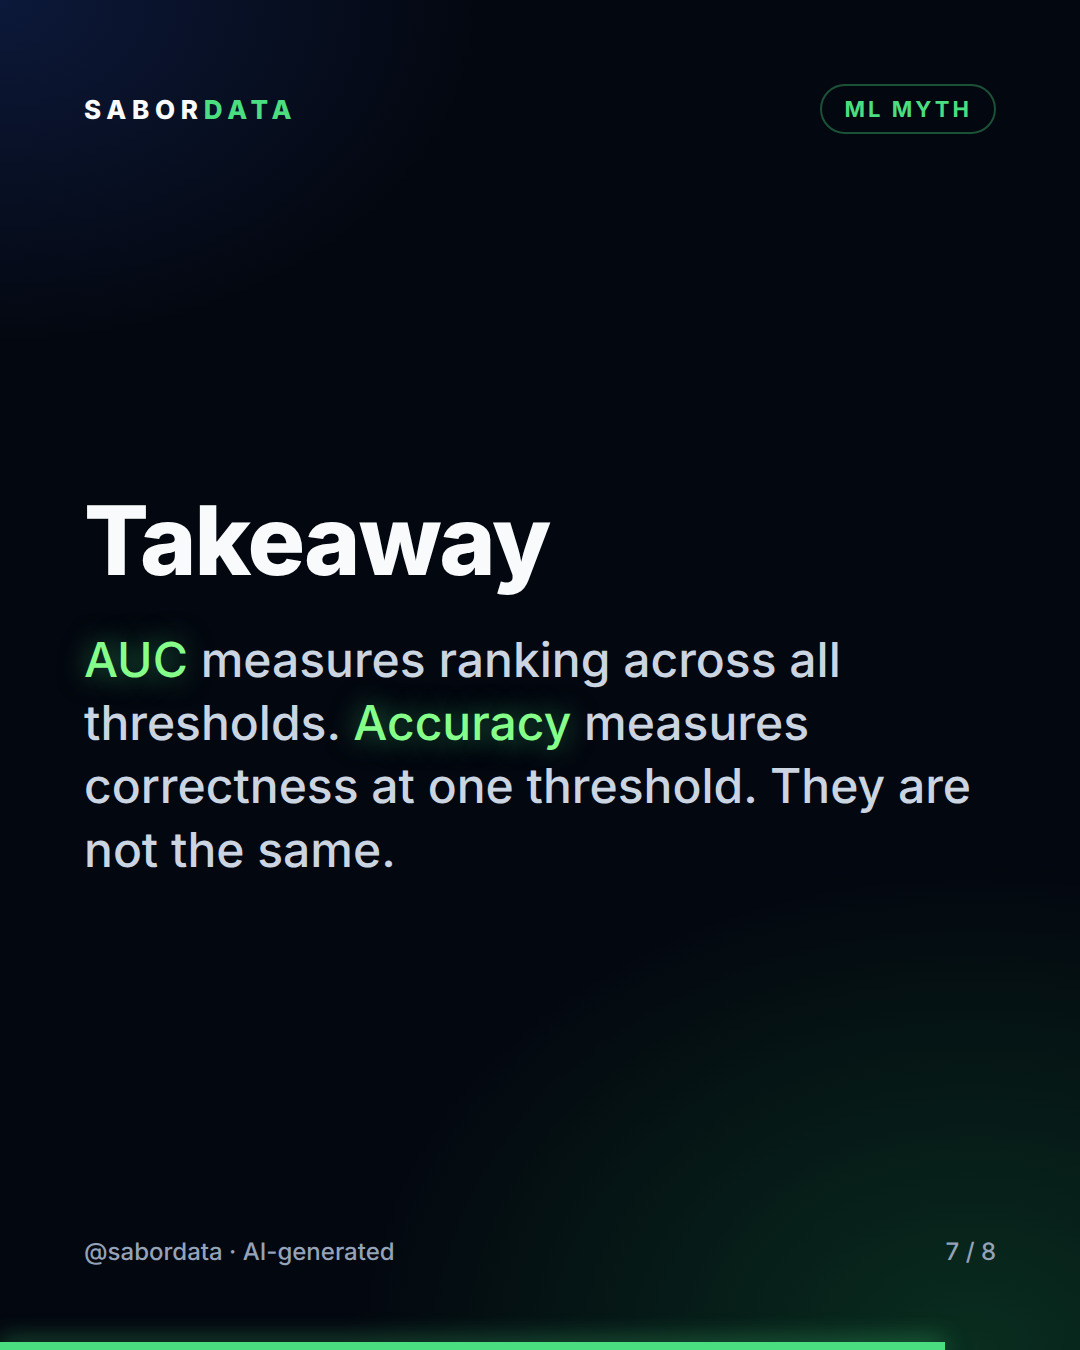 SABORDATA
ML MYTH
Takeaway
AUC measures ranking across all
thresholds. Accuracy measures
correctness at one threshold. They are
not the same.
@sabordata · AI-generated
7 / 8